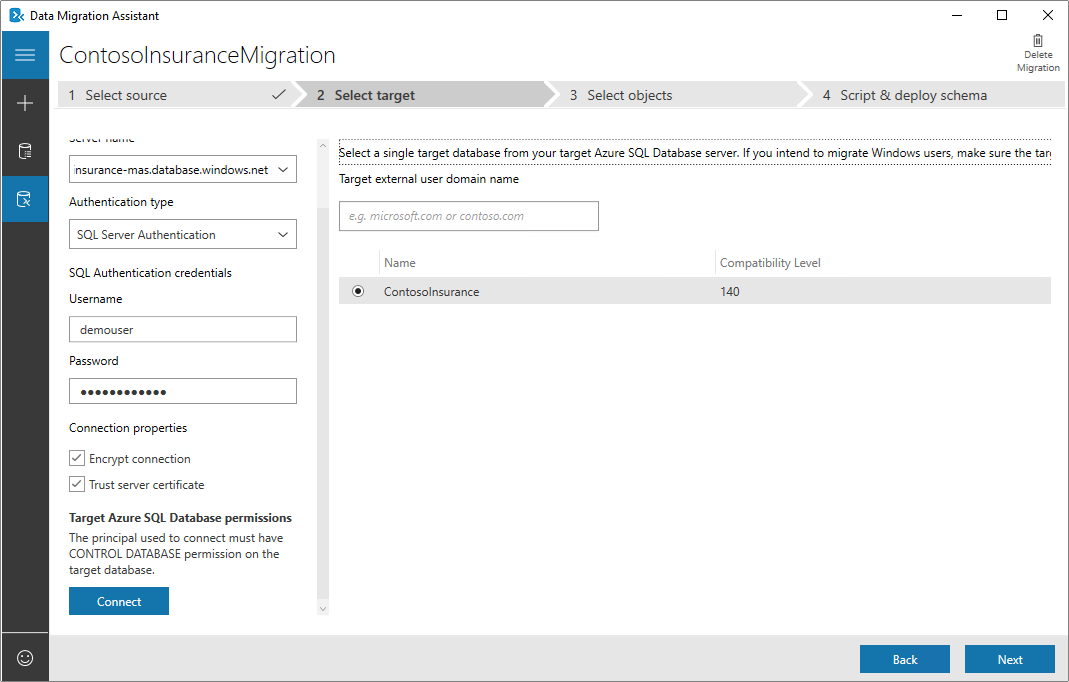 Data Migration Assistant
ContosoInsuranceMigration
Delete
Migration
1 Select source
2 Select target
3 Select objects
4 Script & deploy schema
Server name
nsurance-mas.database.windows.net
Authentication type
SQL Server Authentication
SQL Authentication credentials
Username
demouser
Password
••••••••••••
Connection properties
Encrypt connection
Trust server certificate
Target Azure SQL Database permissions
The principal used to connect must have
CONTROL DATABASE permission on the
target database.
Connect
Select a single target database from your target Azure SQL Database server. If you intend to migrate Windows users, make sure the
Target external user domain name
e.g. microsoft.com or contoso.com
Name Compatibility Level
ContosoInsurance 140
Back Next